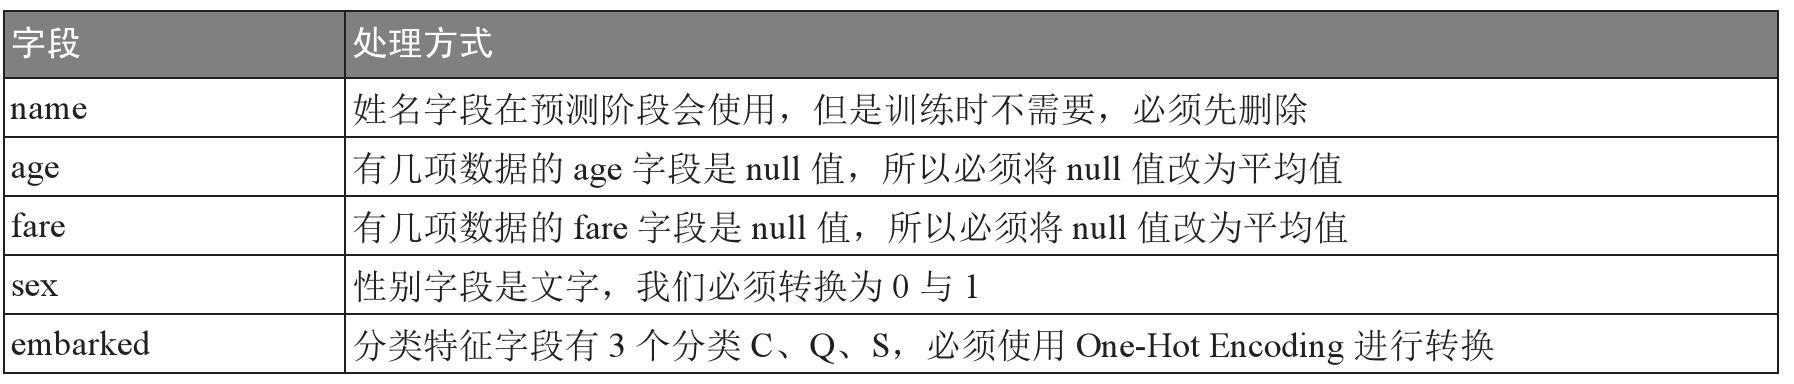 字段 处理方式
name 姓名字段在预测阶段会使用，但是训练时不需要，必须先删除
age 有几项数据的 age 字段是 null 值，所以必须将 null 值改为平均值
fare 有几项数据的 fare 字段是 null 值，所以必须将 null 值改为平均值
sex 性别字段是文字，我们必须转换为 0 与 1
embarked 分类特征字段有 3 个分类 C、Q、S，必须使用 One-Hot Encoding 进行转换